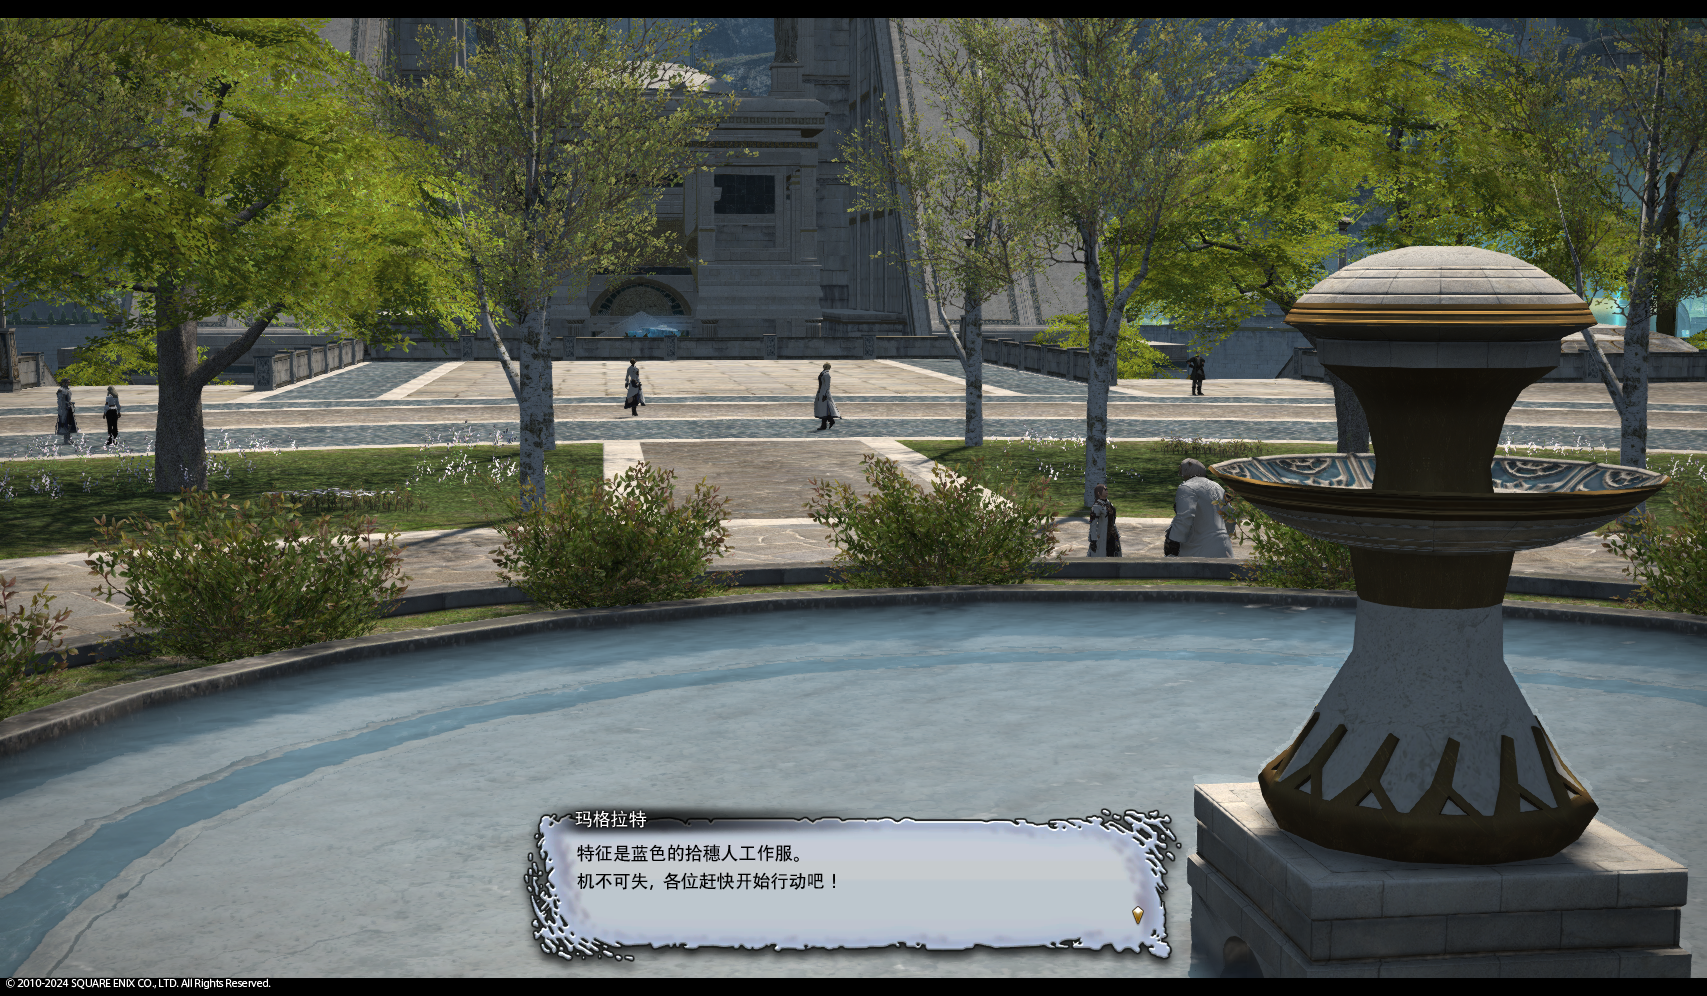 玛格拉特
特征是蓝色的拾穗人工作服。
机不可失，各位赶快开始行动吧！
© 2010-2024 SQUARE ENIX CO., LTD. All Rights Reserved.